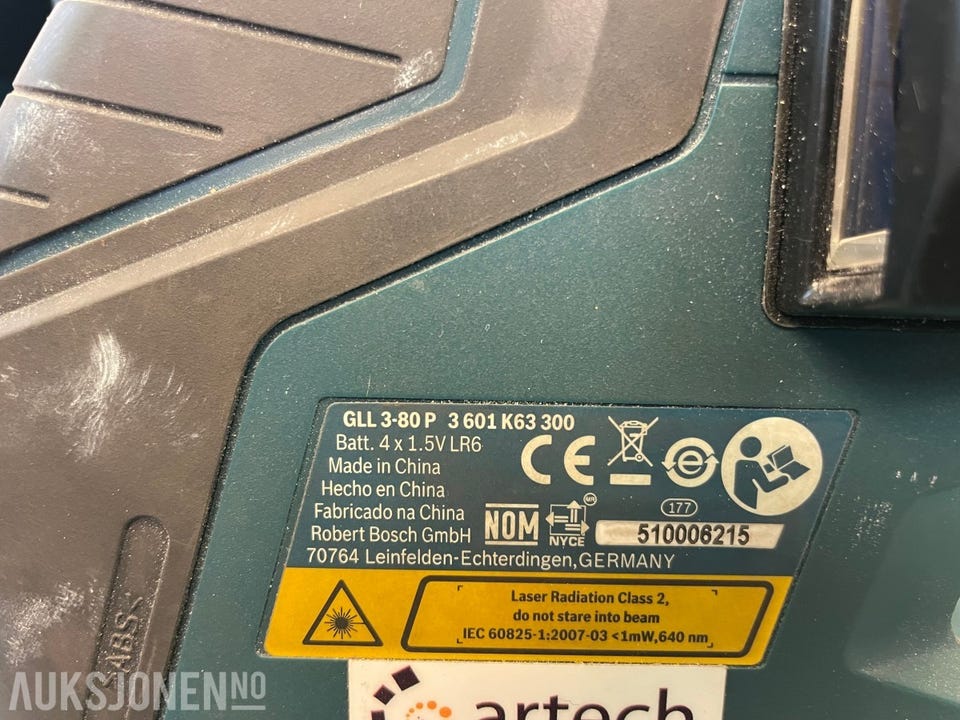 GLL 3-80 P 3 601 K63 300
Batt. 4 x 1.5V LR6
Made in China
Hecho en China
Fabricado na China
Robert Bosch GmbH
70764 Leinfelden-Echterdingen, GERMANY
CE
e
NOM
MR
NYCE
177
510006215
Laser Radiation Class 2,
do not stare into beam
IEC 60825-1:2007-03 <1mW, 640 nm
>ABS<
artech
AUKSJONEN NO